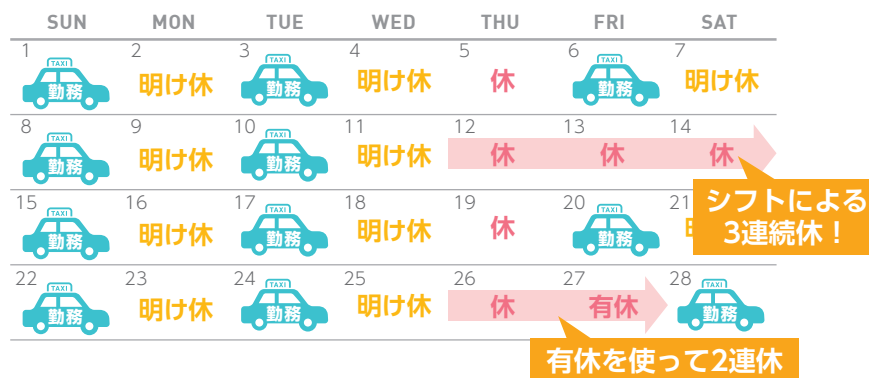 SUN MON TUE WED THU FRI SAT
1 2 3 4 5 6 7
TAXI 勤務 明け休 TAXI 勤務 明け休 休 TAXI 勤務 明け休
8 9 10 11 12 13 14
TAXI 勤務 明け休 TAXI 勤務 明け休 休 休 休
シフトによる
3連続休！
15 16 17 18 19 20 21
TAXI 勤務 明け休 TAXI 勤務 明け休 休 TAXI 勤務
22 23 24 25 26 27 28
TAXI 勤務 明け休 TAXI 勤務 明け休 休 有休 TAXI 勤務
有休を使って2連休